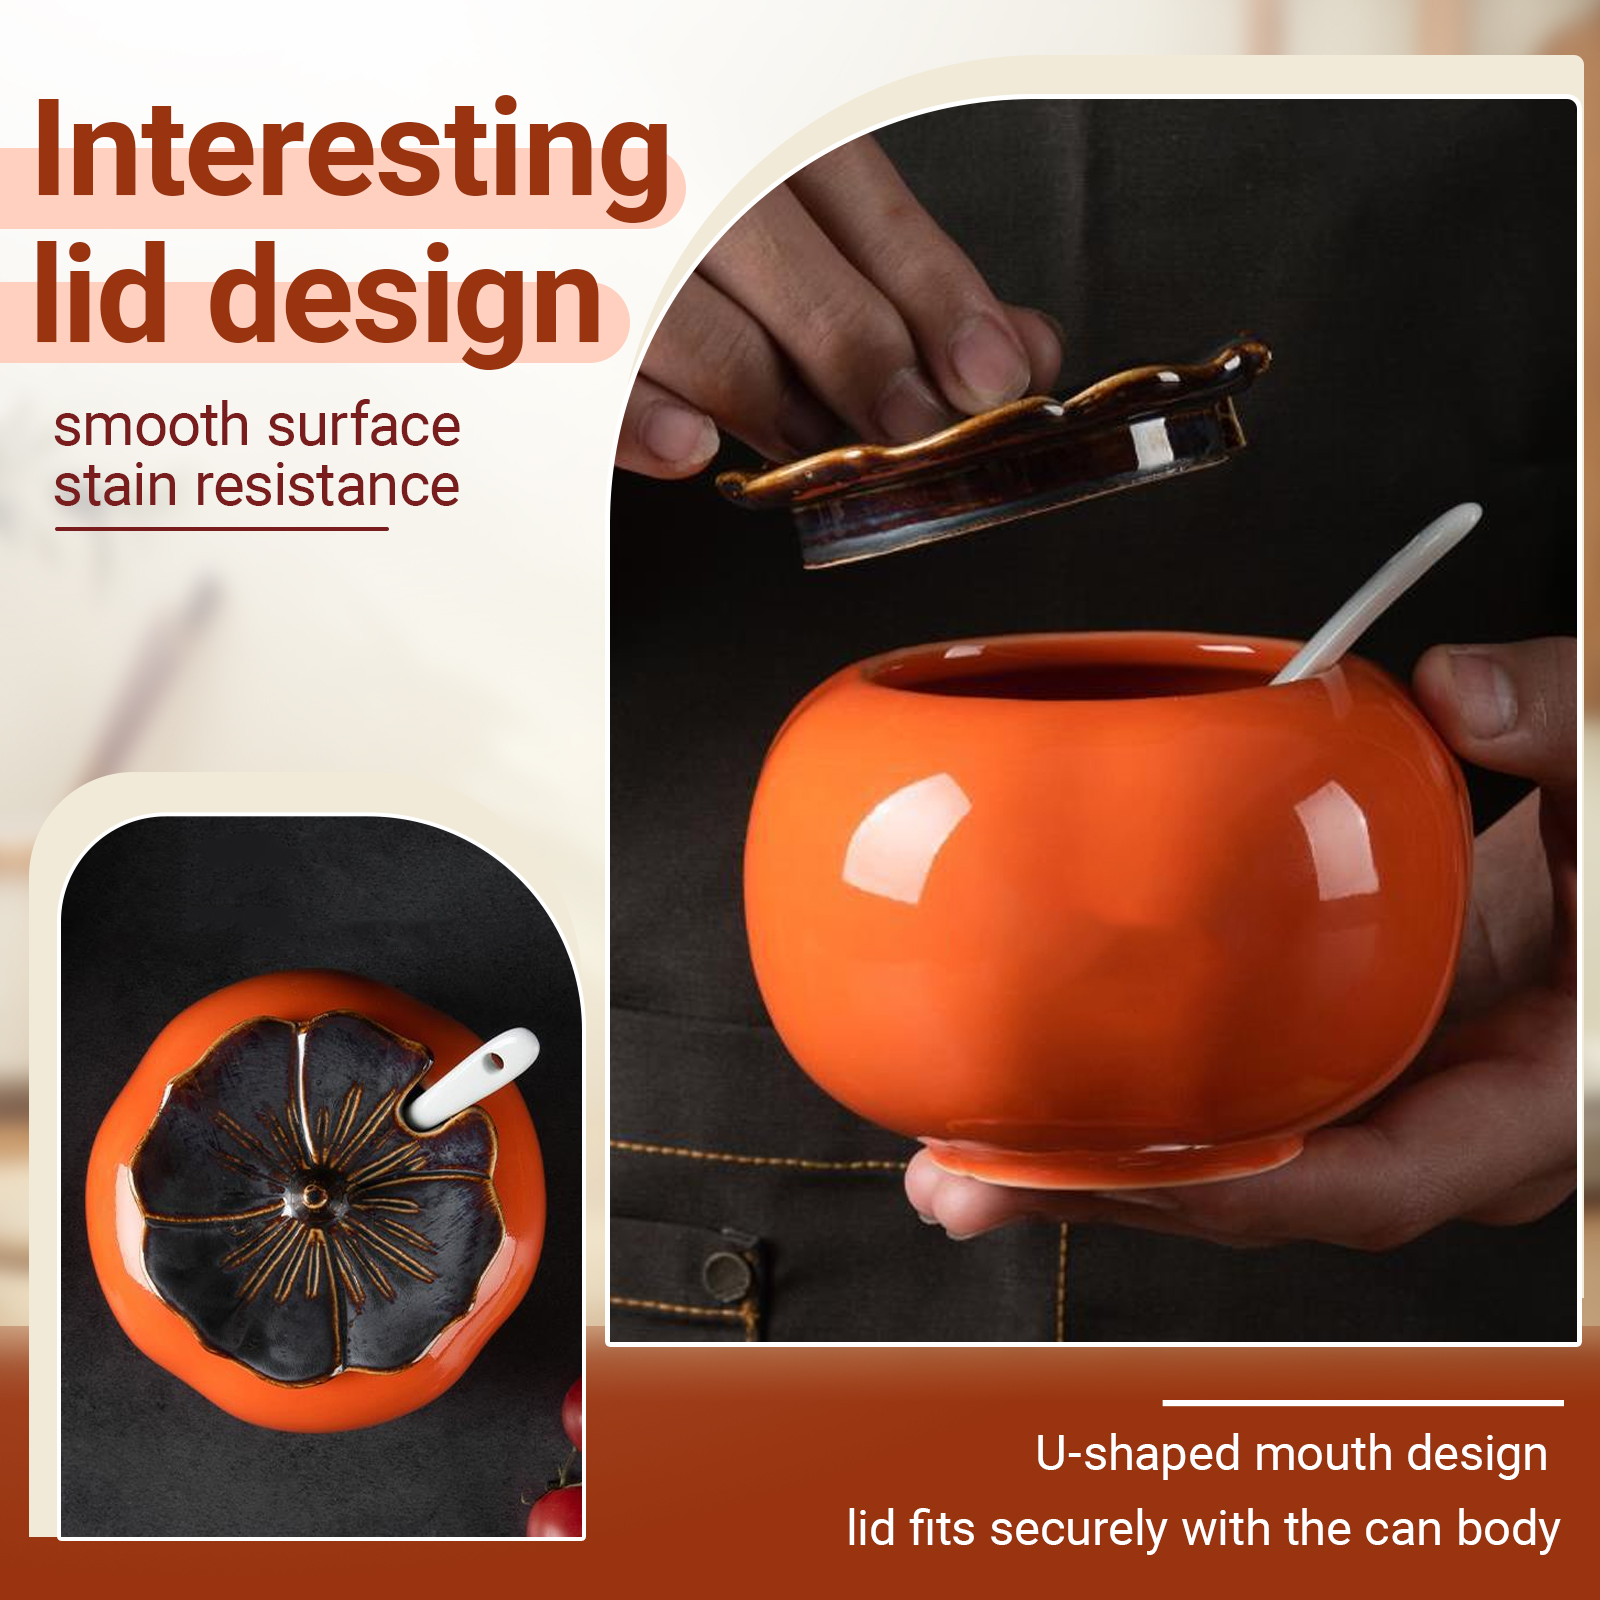 Interesting
lid design
smooth surface
stain resistance
U-shaped mouth design
lid fits securely with the can body